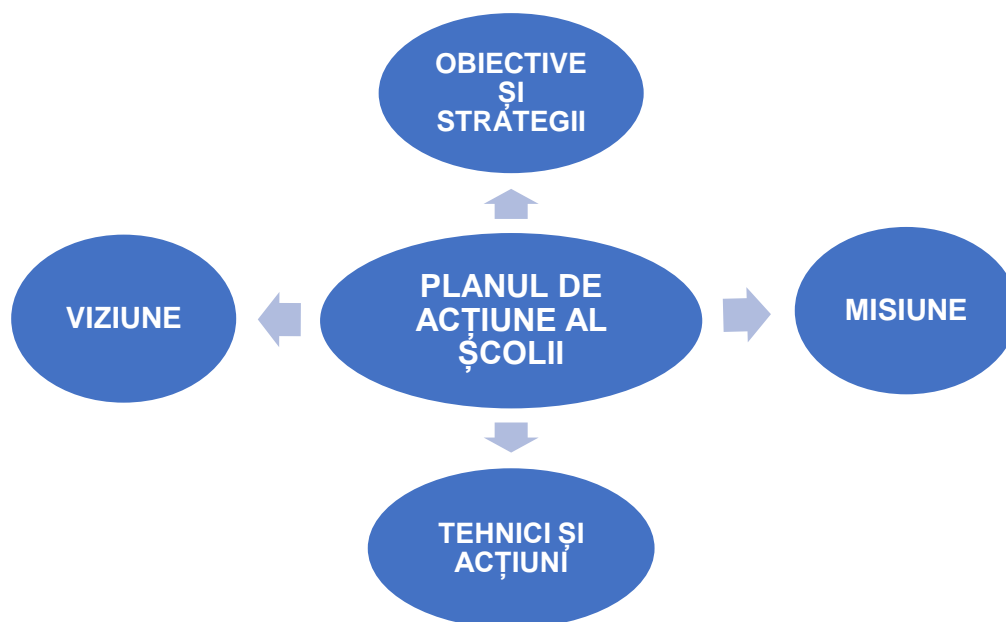 OBIECTIVE
ȘI
STRATEGII
VIZIUNE
PLANUL DE
ACȚIUNE AL
ȘCOLII
MISIUNE
TEHNICI ȘI
ACȚIUNI